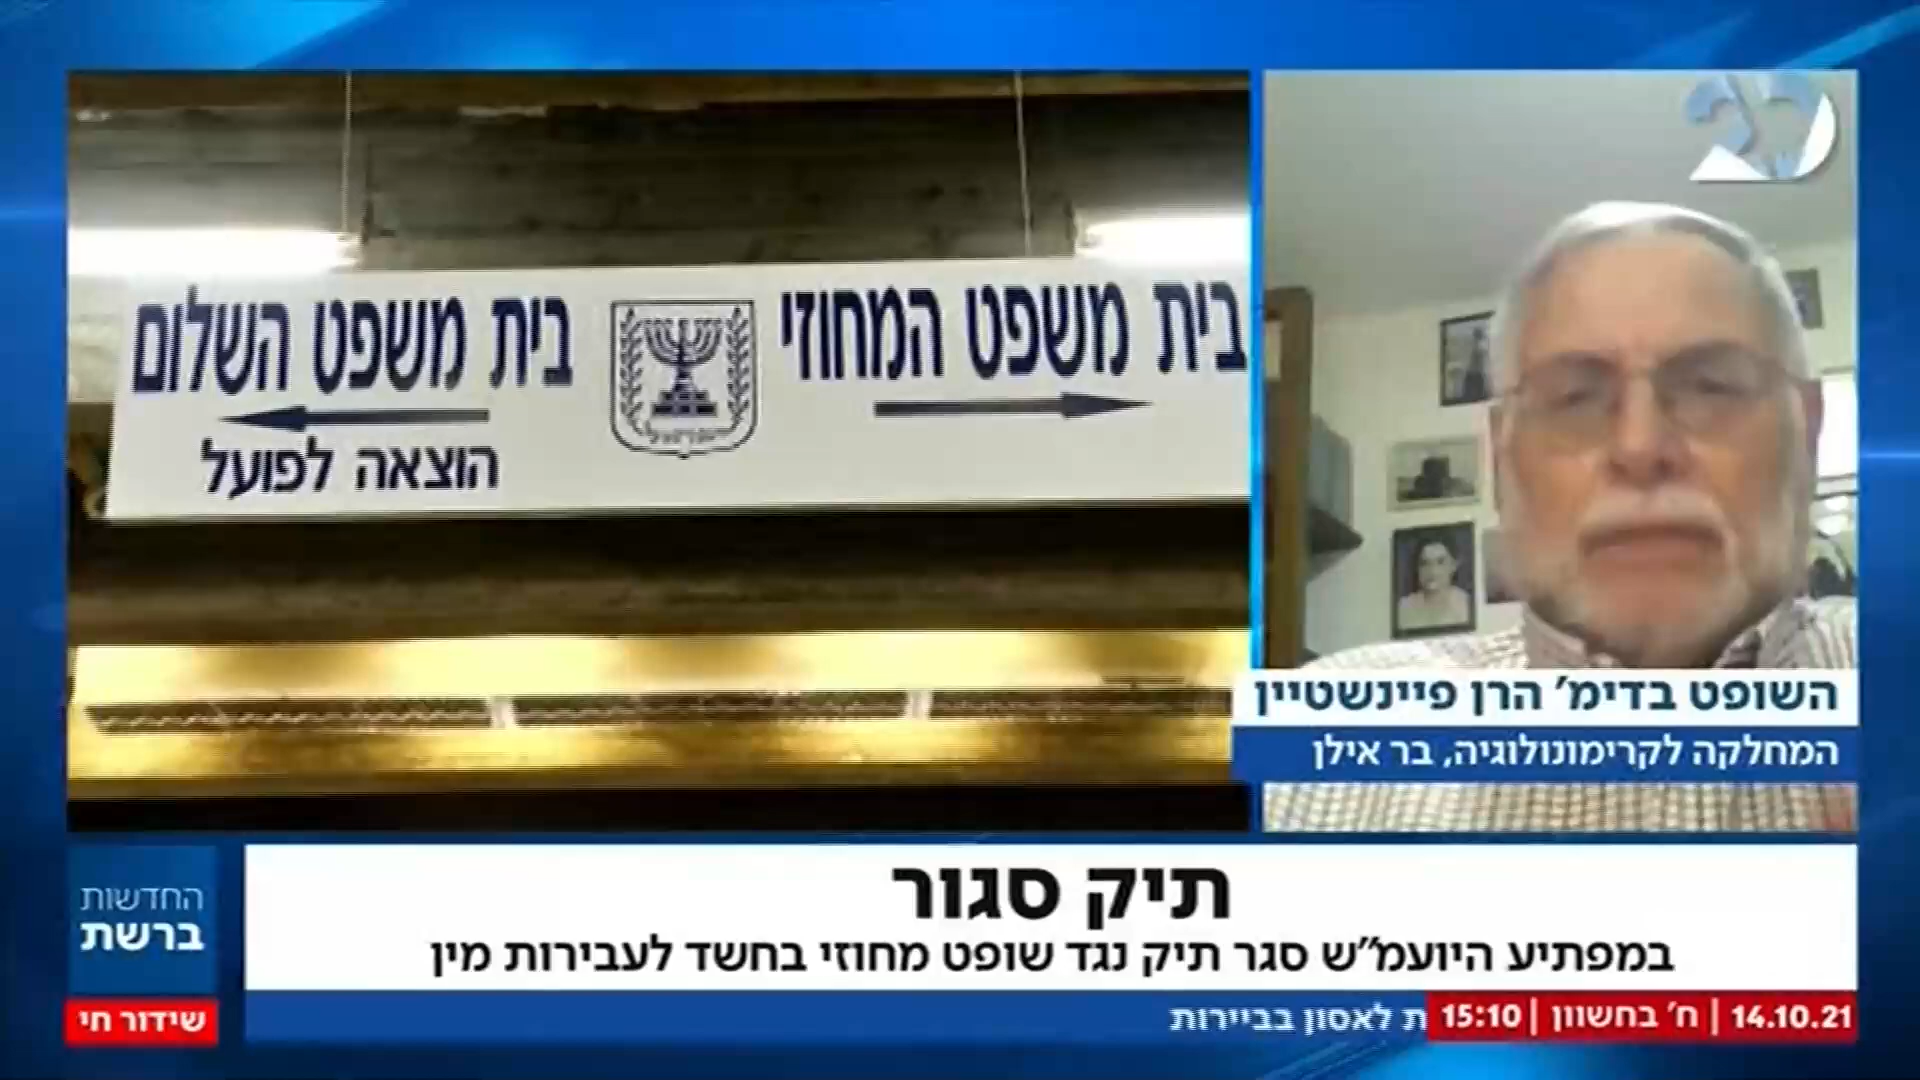 בית משפט המחוזי
בית משפט השלום
הוצאה לפועל
20
השופט בדימ׳ הרן פיינשטיין
המחלקה לקרימונולוגיה, בר אילן
תיק סגור
במפתיע היועמ״ש סגר תיק נגד שופט מחוזי בחשד לעבירות מין
החדשות
ברשת
שידור חי
14.10.21 | ח׳ בחשוון | 15:10
ת לאסון בביירות